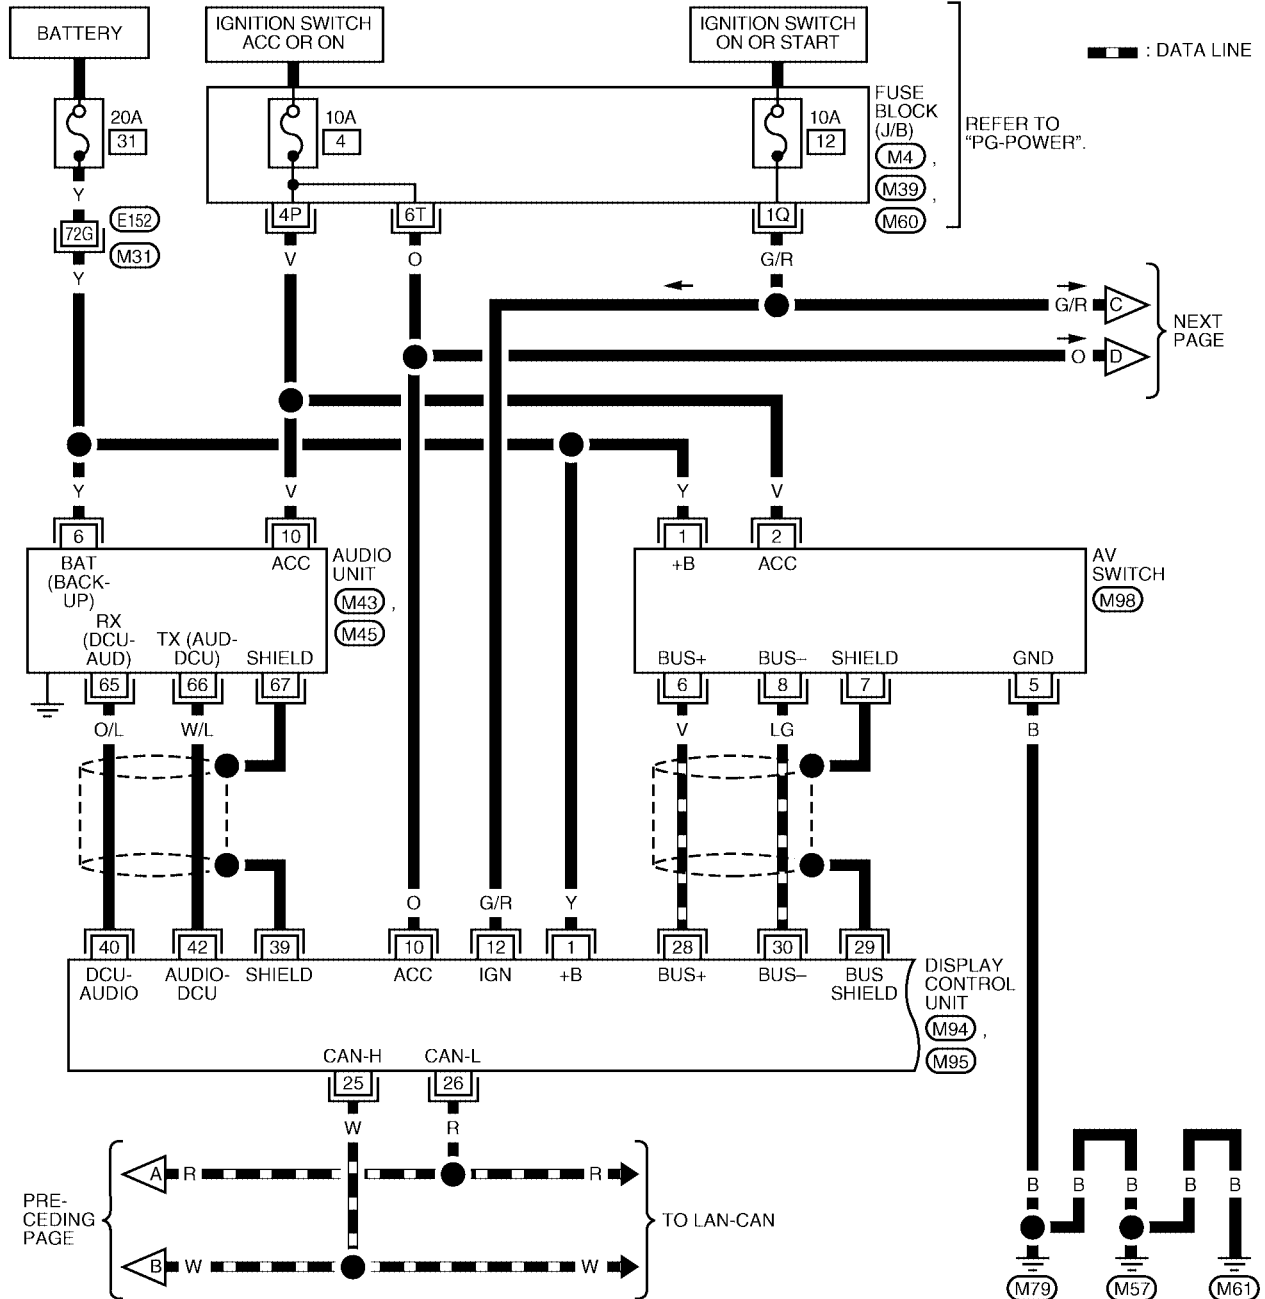 BATTERY
IGNITION SWITCH
ACC OR ON
IGNITION SWITCH
ON OR START
: DATA LINE
20A
31
10A
4
10A
12
FUSE
BLOCK
(J/B)
M4 ,
M39 ,
M60
REFER TO
"PG-POWER".
Y
72G
E152
M31
Y
4P
6T
1Q
V
O
G/R
G/R
C
O
D
NEXT
PAGE
Y
V
Y
V
6
10
1
2
BAT
(BACK-
UP)
ACC
AUDIO
UNIT
M43 ,
M45
+B
ACC
AV
SWITCH
M98
RX
(DCU-
AUD)
TX (AUD-
DCU)
SHIELD
BUS+
BUS–
SHIELD
GND
65
66
67
6
8
7
5
O/L
W/L
V
LG
B
O
G/R
Y
40
42
39
10
12
1
28
30
29
DCU-
AUDIO
AUDIO-
DCU
SHIELD
ACC
IGN
+B
BUS+
BUS–
BUS
SHIELD
DISPLAY
CONTROL
UNIT
M94 ,
M95
CAN-H
CAN-L
25
26
W
R
PRE-
CEDING
PAGE
A
R
R
B
W
W
TO LAN-CAN
B
B
B
B
B
M79
M57
M61